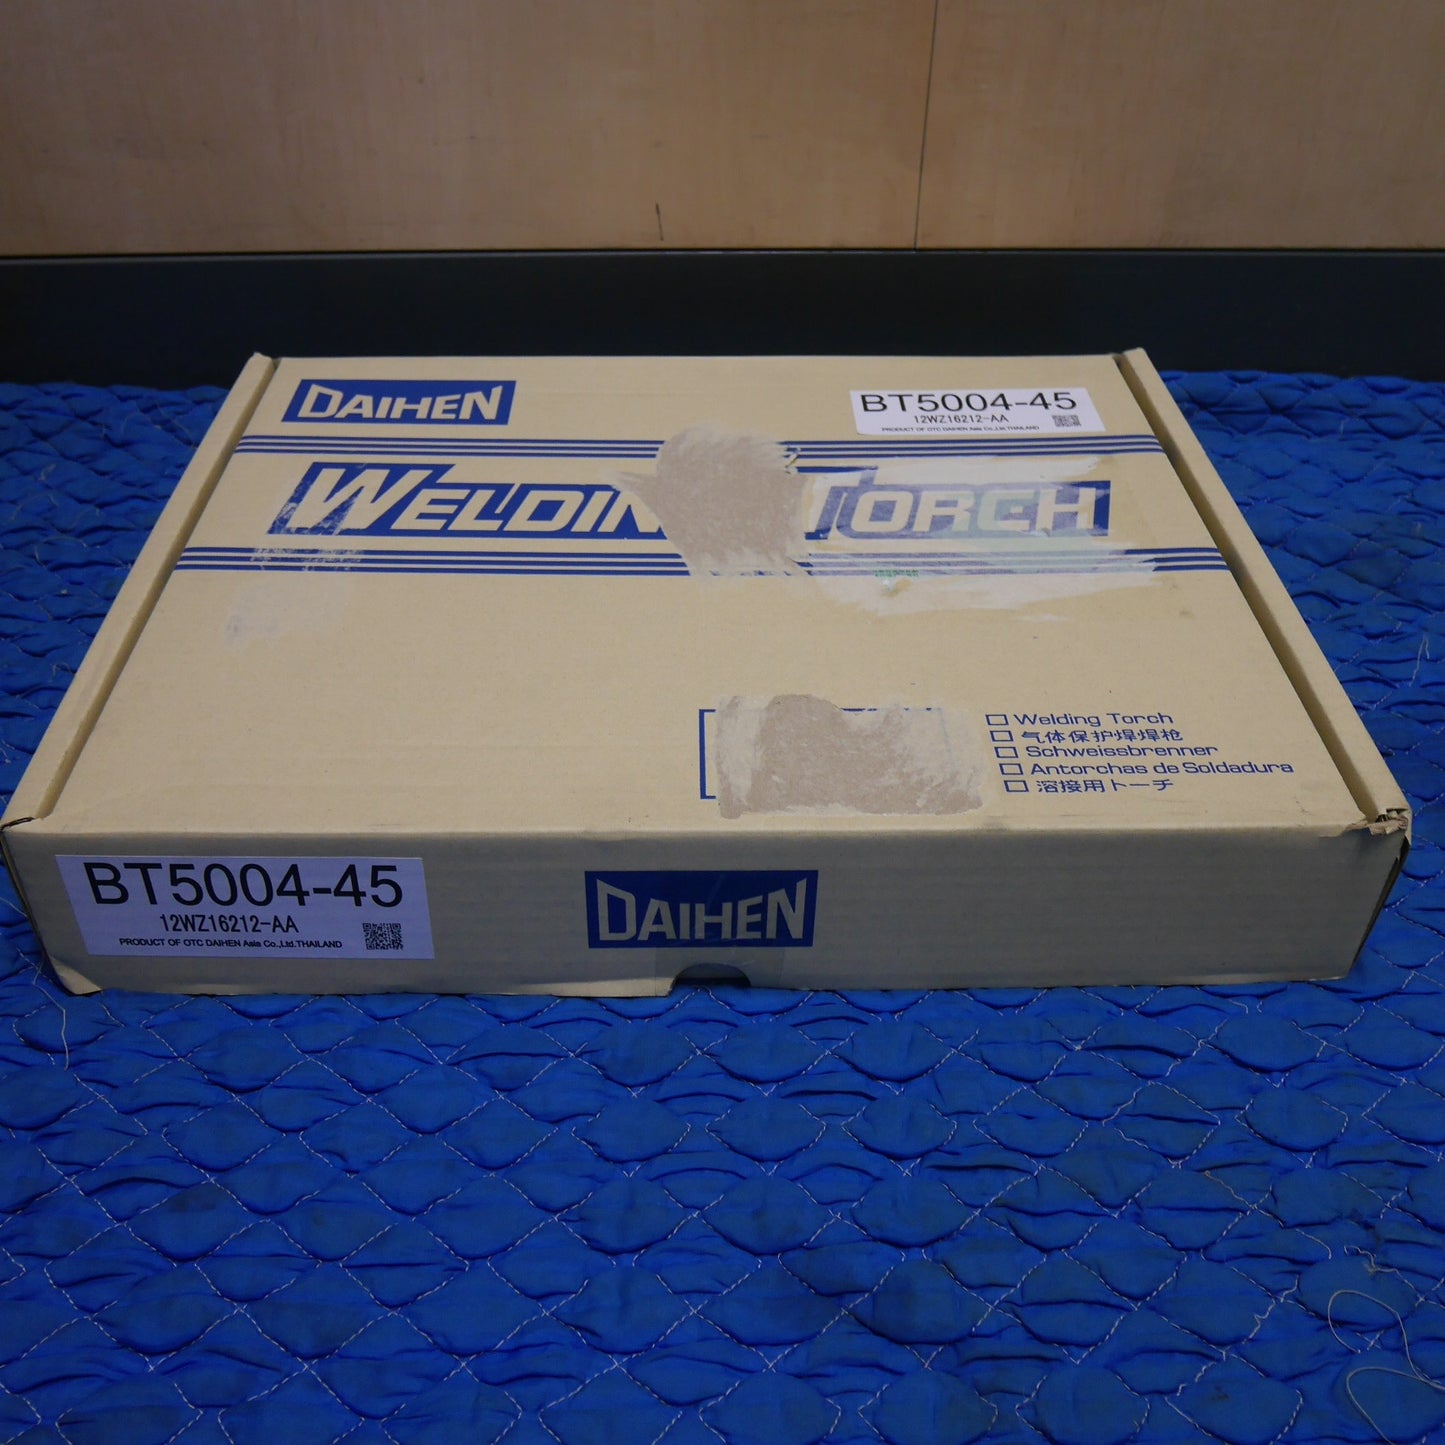 DAIHEN
BT5004-45
12WZ16212-AA
PRODUCT OF OTC DAIHEN Asia Co.,Ltd.THAILAND
TORCH
Welding Torch
气体保护焊焊枪
Schweissbrenner
Antorchas de Soldadura
溶接用トーチ
BT5004-45
12WZ16212-AA
PRODUCT OF OTC DAIHEN Asia Co.,Ltd.THAILAND
DAIHEN